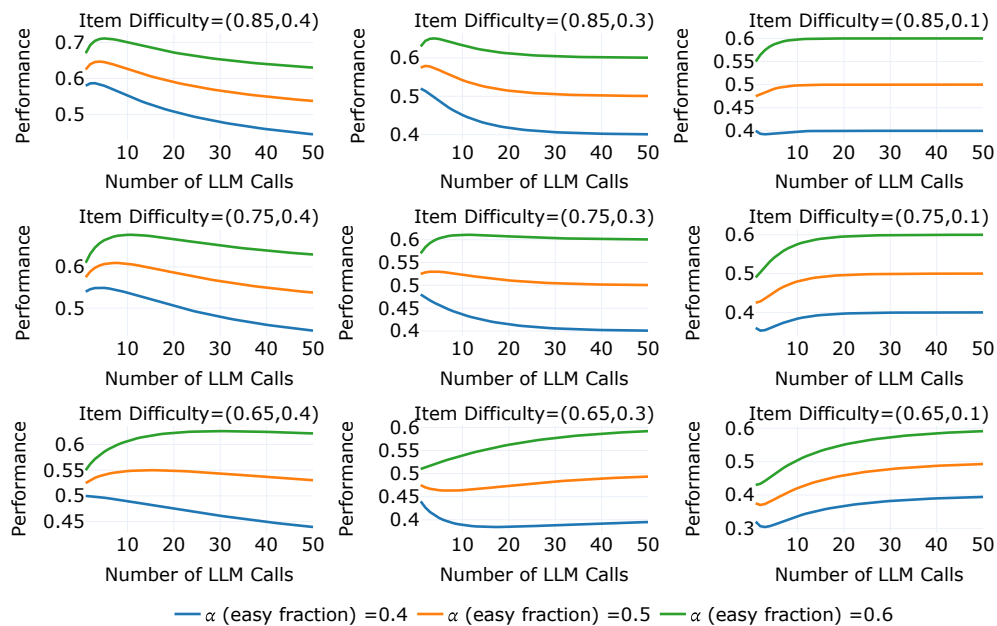 Item Difficulty=(0.85,0.4)
Item Difficulty=(0.85,0.3)
Item Difficulty=(0.85,0.1)
Performance
0.7
0.6
0.5
10 20 30 40 50
Number of LLM Calls
Performance
0.6
0.5
0.4
10 20 30 40 50
Number of LLM Calls
Performance
0.6
0.5
0.45
0.4
10 20 30 40 50
Number of LLM Calls
Item Difficulty=(0.75,0.4)
Item Difficulty=(0.75,0.3)
Item Difficulty=(0.75,0.1)
Performance
0.6
0.5
10 20 30 40 50
Number of LLM Calls
Performance
0.6
0.55
0.5
0.45
0.4
10 20 30 40 50
Number of LLM Calls
Performance
0.6
0.5
0.4
10 20 30 40 50
Number of LLM Calls
Item Difficulty=(0.65,0.4)
Item Difficulty=(0.65,0.3)
Item Difficulty=(0.65,0.1)
Performance
0.6
0.55
0.5
0.45
10 20 30 40 50
Number of LLM Calls
Performance
0.6
0.55
0.5
0.45
0.4
10 20 30 40 50
Number of LLM Calls
Performance
0.6
0.5
0.4
0.3
10 20 30 40 50
Number of LLM Calls
α (easy fraction) =0.4 α (easy fraction) =0.5 α (easy fraction) =0.6